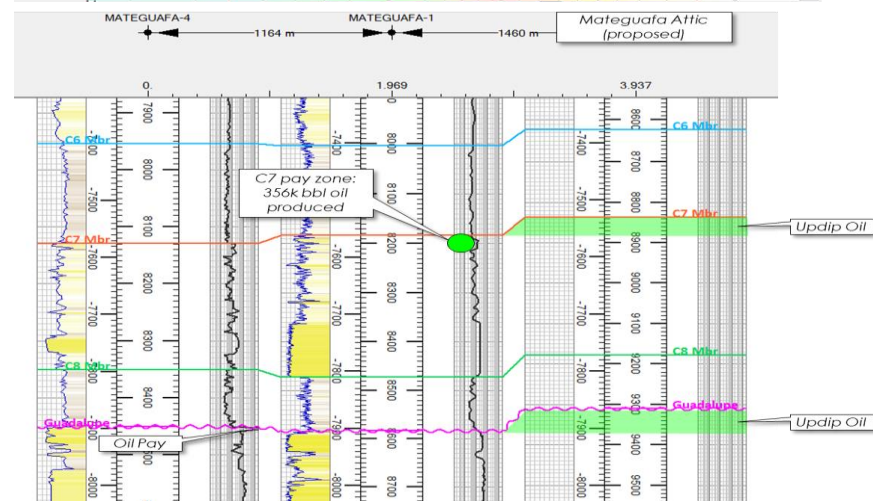 MATEGUAFA-4
MATEGUAFA-1
Mateguafa Attic
(proposed)
1164 m
1460 m
0.
1.969
3.937
7900
8000
8100
8200
8300
8400
-7500
-7600
-7700
-8000
C6 Mbr
C7 Mbr
C8 Mbr
Guadalupe
Oil Pay
0
8000
8100
8200
8300
8400
8500
8600
8700
-7400
-7600
-7700
-7800
-7900
-8000
C7 pay zone:
356k bbl oil
produced
8600
8700
8800
8900
9000
9100
9200
9300
9400
9500
-7400
-7500
-7600
-7700
-7800
-7900
-8000
C6 Mbr
C7 Mbr
Updip Oil
C8 Mbr
Guadalupe
Updip Oil